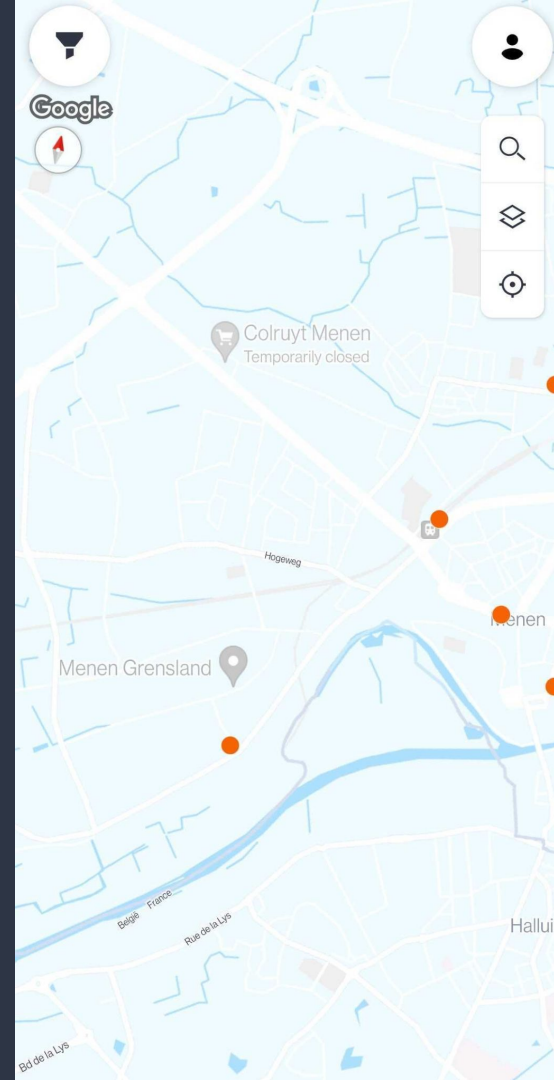 Google
Colruyt Menen
Temporarily closed
Hogeweg
Menen
Menen Grensland
België
France
Rue de la Lys
Hallui
Bd de la Lys